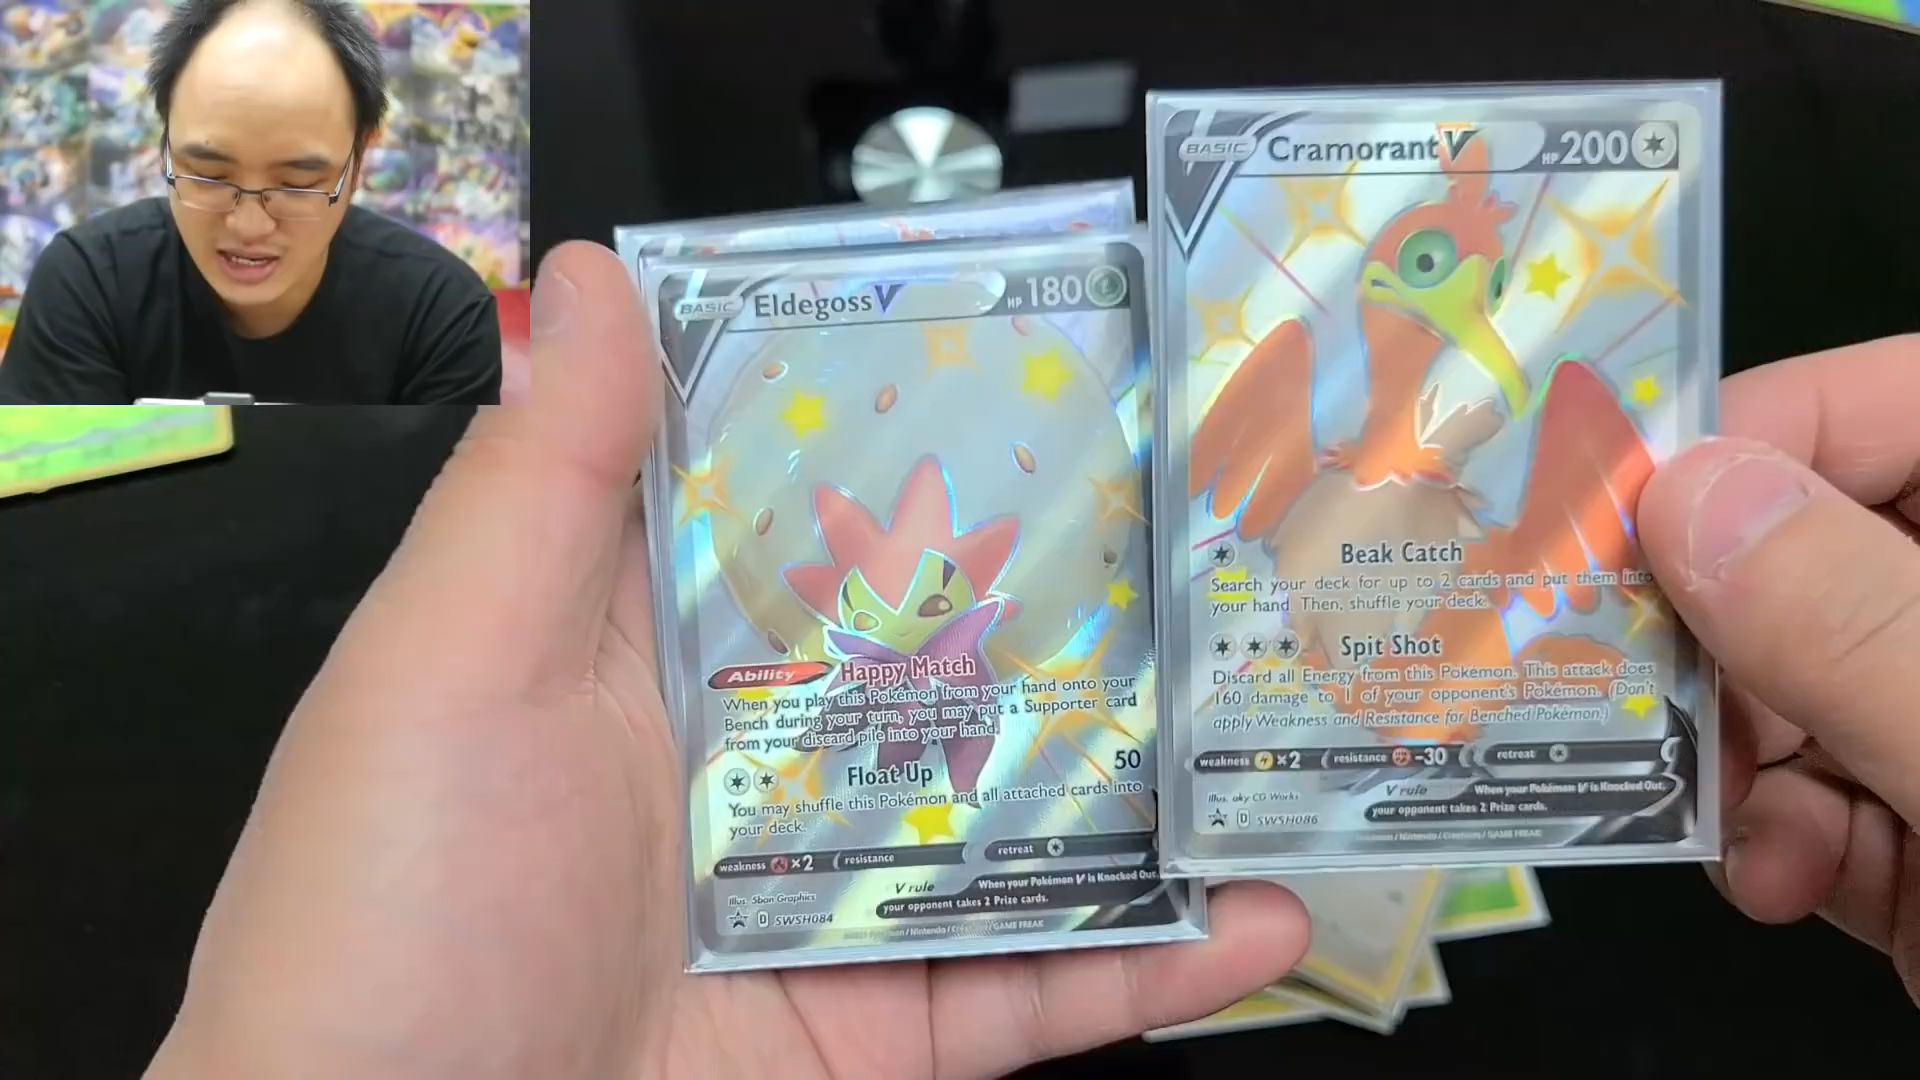 BASIC Eldegoss V HP 180
Ability Happy Match
When you play this Pokémon from your hand onto your
Bench during your turn, you may put a Supporter card
from your discard pile into your hand.
Float Up 50
You may shuffle this Pokémon and all attached cards into
your deck.
weakness ×2 resistance retreat
V rule When your Pokémon V is Knocked Out,
your opponent takes 2 Prize cards.
Illus. 5ban Graphics
D SWSH084
BASIC Cramorant V HP 200
Beak Catch
Search your deck for up to 2 cards and put them into
your hand. Then, shuffle your deck.
Spit Shot
Discard all Energy from this Pokémon. This attack does
160 damage to 1 of your opponent's Pokémon. (Don't
apply Weakness and Resistance for Benched Pokémon.)
weakness ×2 resistance -30 retreat
Illus. aky CG Works
V rule When your Pokémon V is Knocked Out,
your opponent takes 2 Prize cards.
D SWSH086